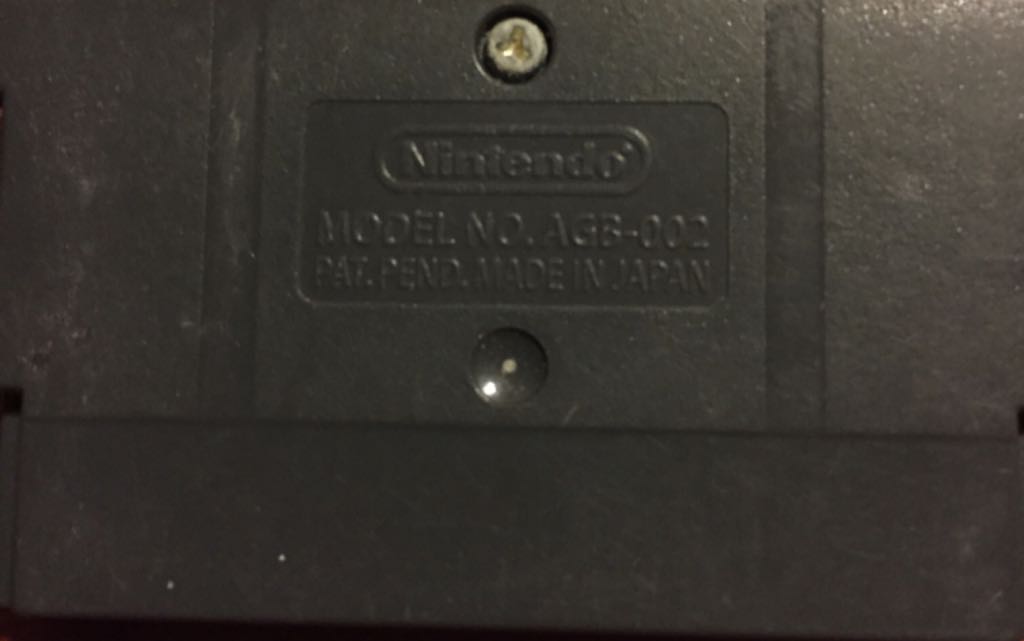 Nintendo®
MODEL NO. AGB-002
PAT. PEND. MADE IN JAPAN